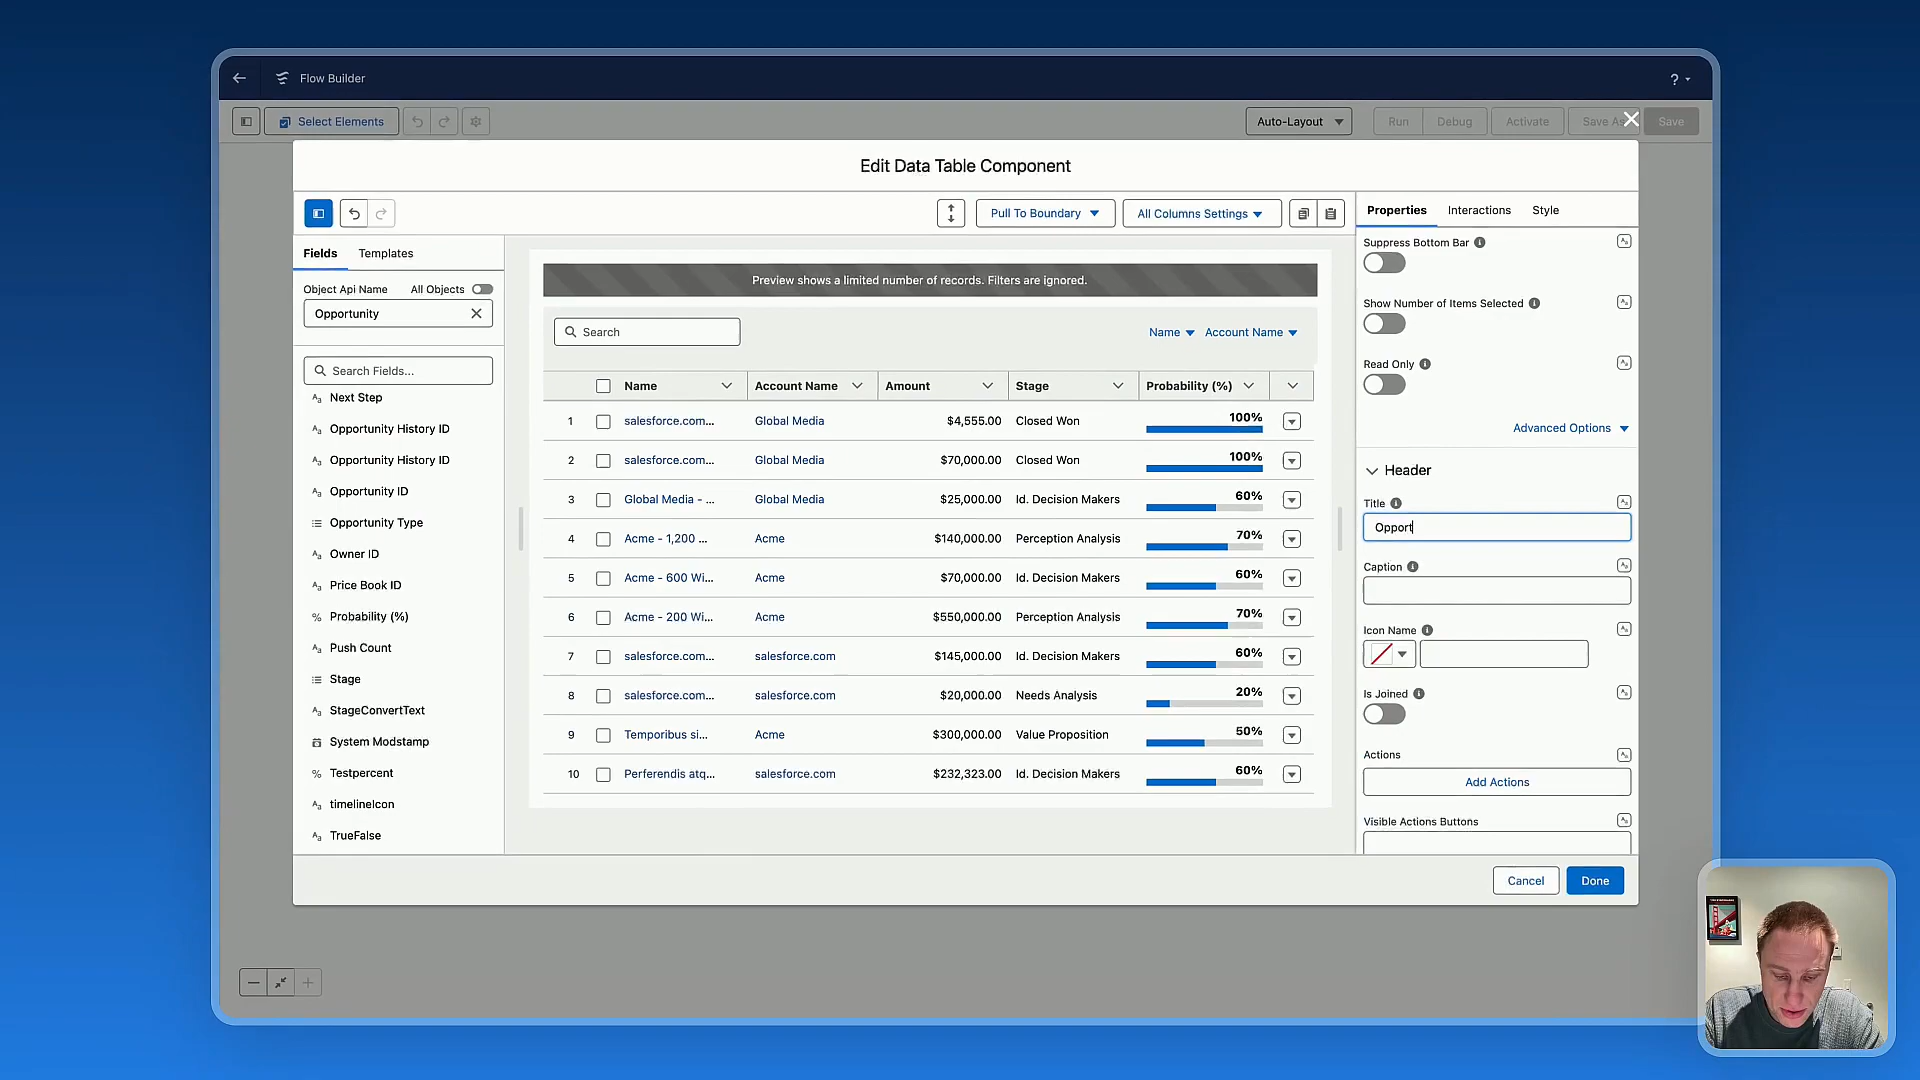 Flow Builder
?
Select Elements
Auto-Layout
Run
Debug
Activate
Save As
Save
Edit Data Table Component
Pull To Boundary
All Columns Settings
Properties
Interactions
Style
Fields
Templates
Object Api Name
All Objects
Opportunity
Search Fields...
Next Step
Opportunity History ID
Opportunity History ID
Opportunity ID
Opportunity Type
Owner ID
Price Book ID
Probability (%)
Push Count
Stage
StageConvertText
System Modstamp
Testpercent
timelineIcon
TrueFalse
Preview shows a limited number of records. Filters are ignored.
Search
Name
Account Name
Name Account Name Amount Stage Probability (%)
1 salesforce.com... Global Media $4,555.00 Closed Won 100%
2 salesforce.com... Global Media $70,000.00 Closed Won 100%
3 Global Media - ... Global Media $25,000.00 Id. Decision Makers 60%
4 Acme - 1,200 ... Acme $140,000.00 Perception Analysis 70%
5 Acme - 600 Wi... Acme $70,000.00 Id. Decision Makers 60%
6 Acme - 200 Wi... Acme $550,000.00 Perception Analysis 70%
7 salesforce.com... salesforce.com $145,000.00 Id. Decision Makers 60%
8 salesforce.com... salesforce.com $20,000.00 Needs Analysis 20%
9 Temporibus si... Acme $300,000.00 Value Proposition 50%
10 Perferendis atq... salesforce.com $232,323.00 Id. Decision Makers 60%
Suppress Bottom Bar
Show Number of Items Selected
Read Only
Advanced Options
Header
Title
Opport
Caption
Icon Name
Is Joined
Actions
Add Actions
Visible Actions Buttons
Cancel
Done